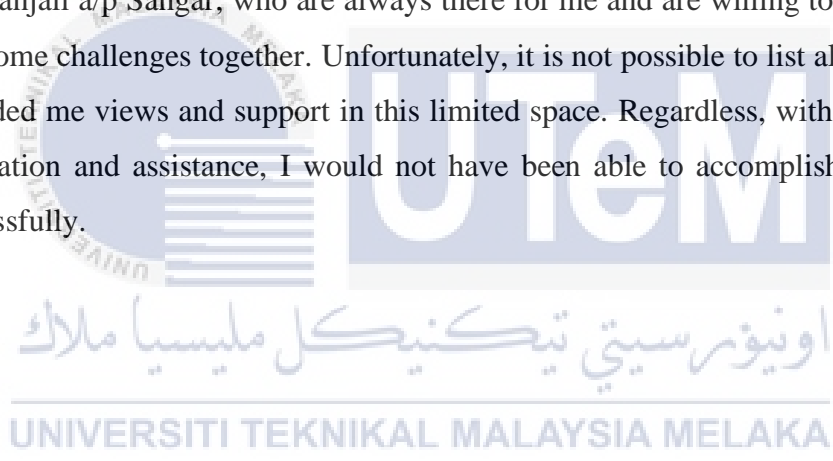 a/p Sangar, who are always there for me and are willing to
ome challenges together. Unfortunately, it is not possible to list al
ded me views and support in this limited space. Regardless, with
ation and assistance, I would not have been able to accomplish
ssfully.
UTeM
اونيۏرسيتي تيكنيكل مليسيا ملاك
UNIVERSITI TEKNIKAL MALAYSIA MELAKA